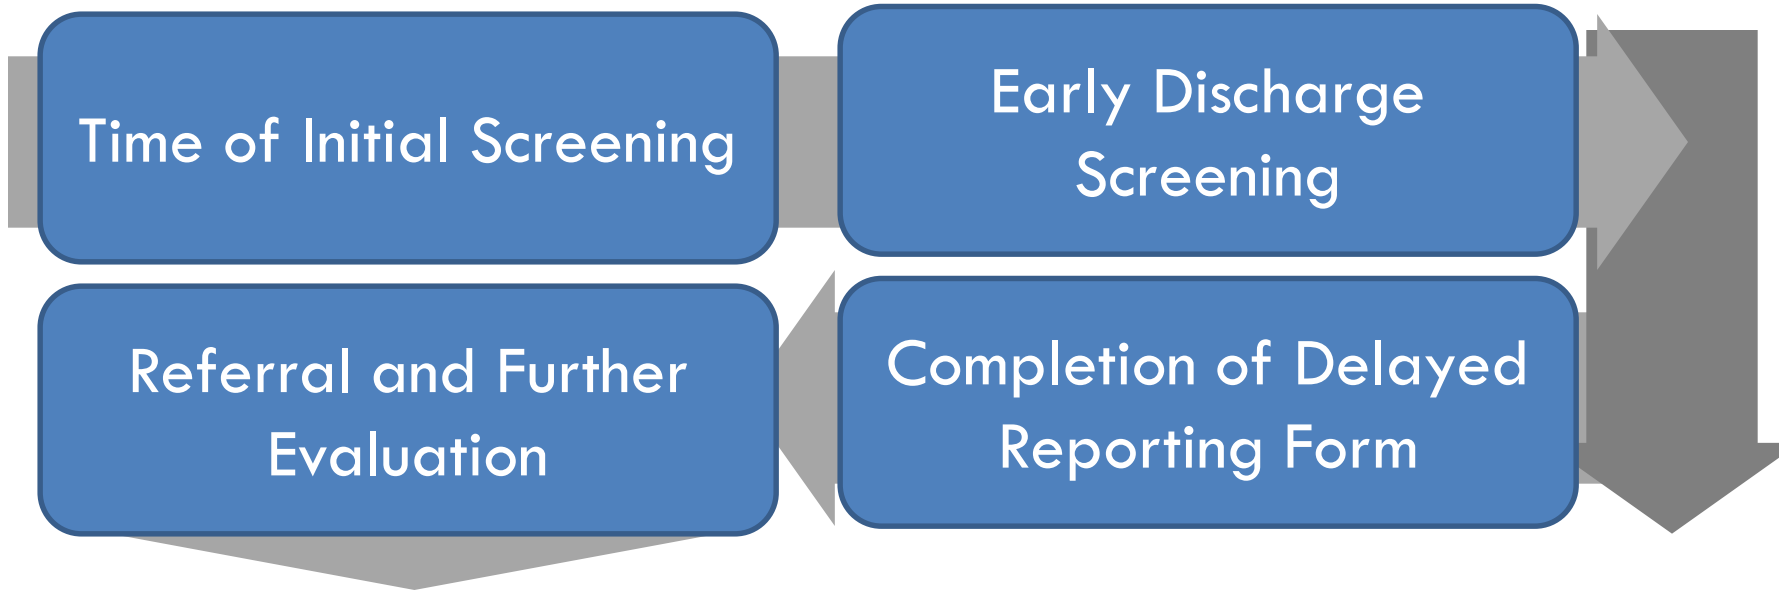 Time of Initial Screening
Early Discharge
Screening
Completion of Delayed
Reporting Form
Referral and Further
Evaluation